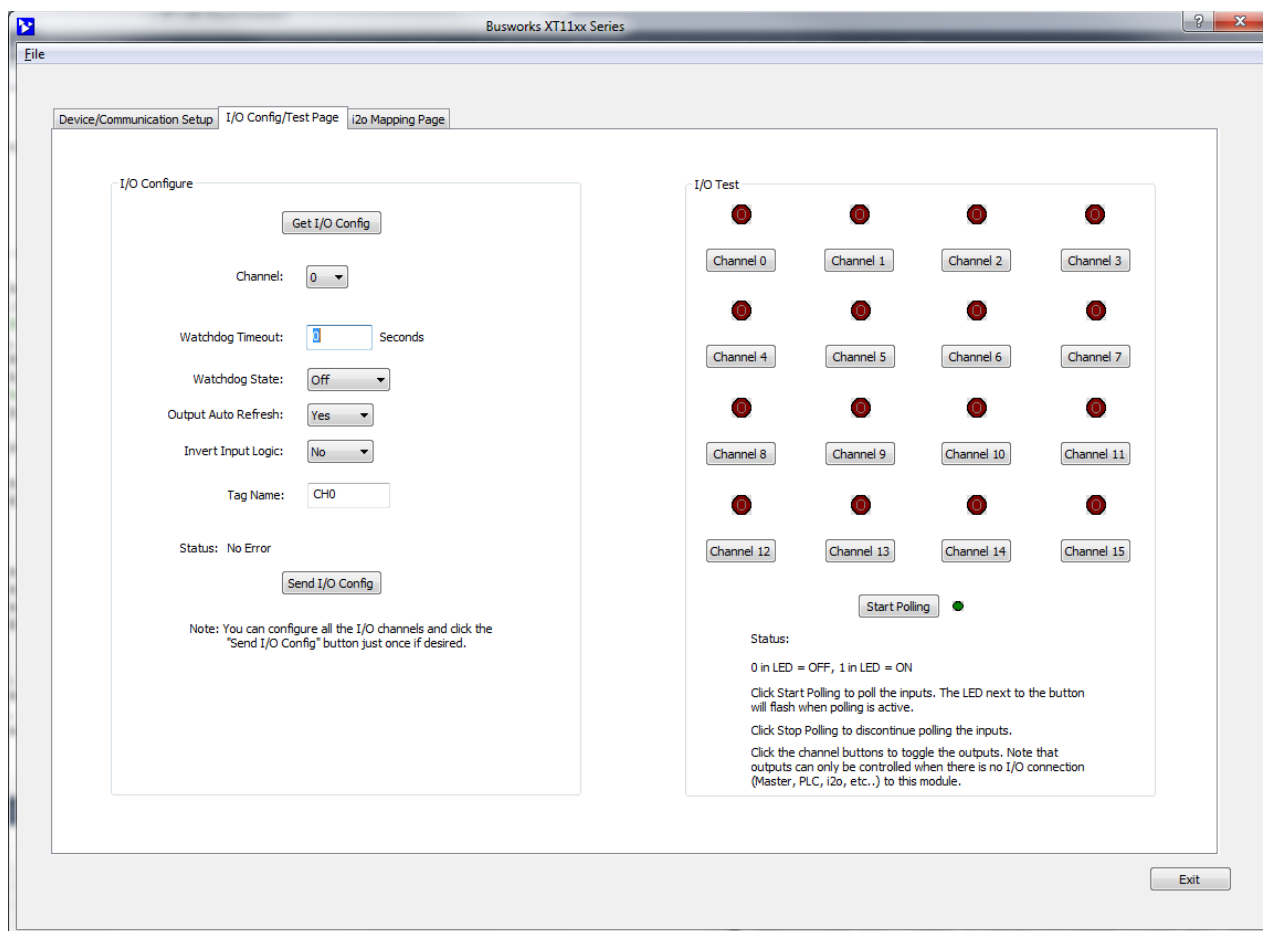 Busworks XT11xx Series
?
X
File
Device/Communication Setup
I/O Config/Test Page
i2o Mapping Page
I/O Configure
Get I/O Config
Channel: 0
Watchdog Timeout: 0 Seconds
Watchdog State: Off
Output Auto Refresh: Yes
Invert Input Logic: No
Tag Name: CH0
Status: No Error
Send I/O Config
Note: You can configure all the I/O channels and click the
"Send I/O Config" button just once if desired.
I/O Test
0 0 0 0
Channel 0 Channel 1 Channel 2 Channel 3
0 0 0 0
Channel 4 Channel 5 Channel 6 Channel 7
0 0 0 0
Channel 8 Channel 9 Channel 10 Channel 11
0 0 0 0
Channel 12 Channel 13 Channel 14 Channel 15
Start Polling
Status:
0 in LED = OFF, 1 in LED = ON
Click Start Polling to poll the inputs. The LED next to the button
will flash when polling is active.
Click Stop Polling to discontinue polling the inputs.
Click the channel buttons to toggle the outputs. Note that
outputs can only be controlled when there is no I/O connection
(Master, PLC, i2o, etc..) to this module.
Exit